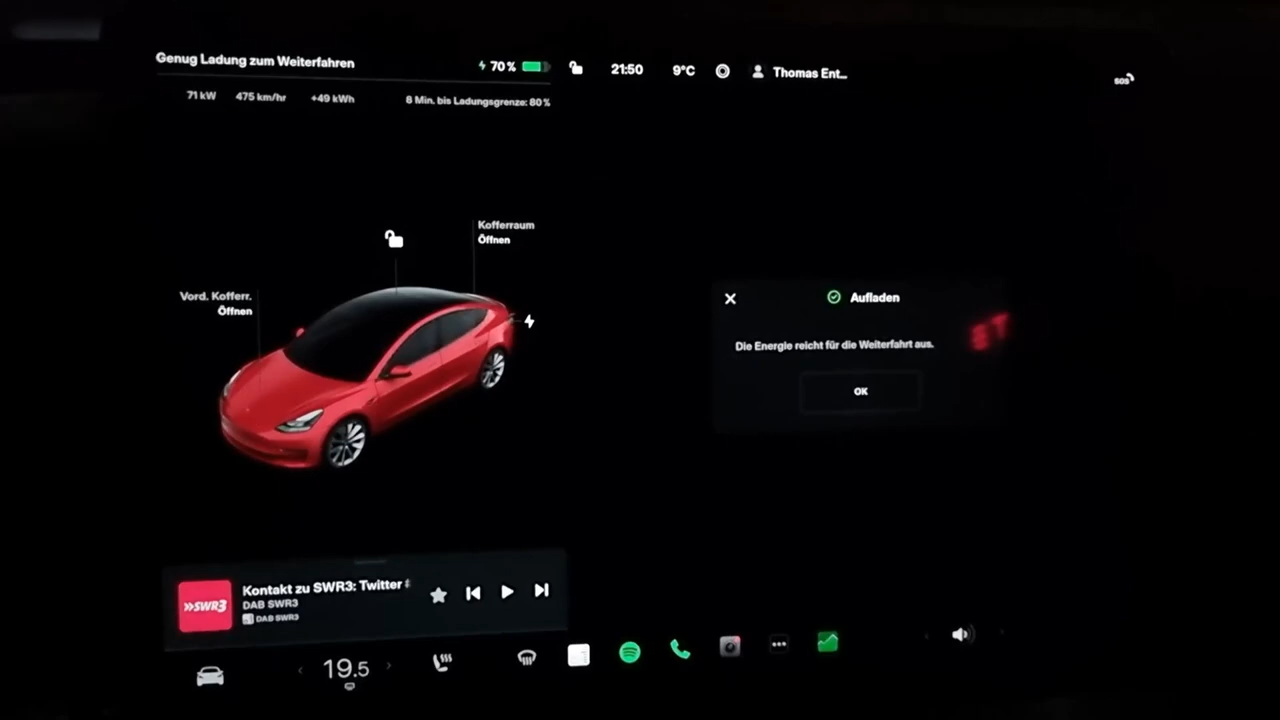 Genug Ladung zum Weiterfahren
70 %
21:50
9°C
Thomas Ent...
SOS
71 kW
475 km/hr
+49 kWh
8 Min. bis Ladungsgrenze: 80 %
Kofferraum
Öffnen
Vord. Kofferr.
Öffnen
Aufladen
Die Energie reicht für die Weiterfahrt aus.
OK
Kontakt zu SWR3: Twitter
DAB SWR3
DAB SWR3
SWR3
19.5